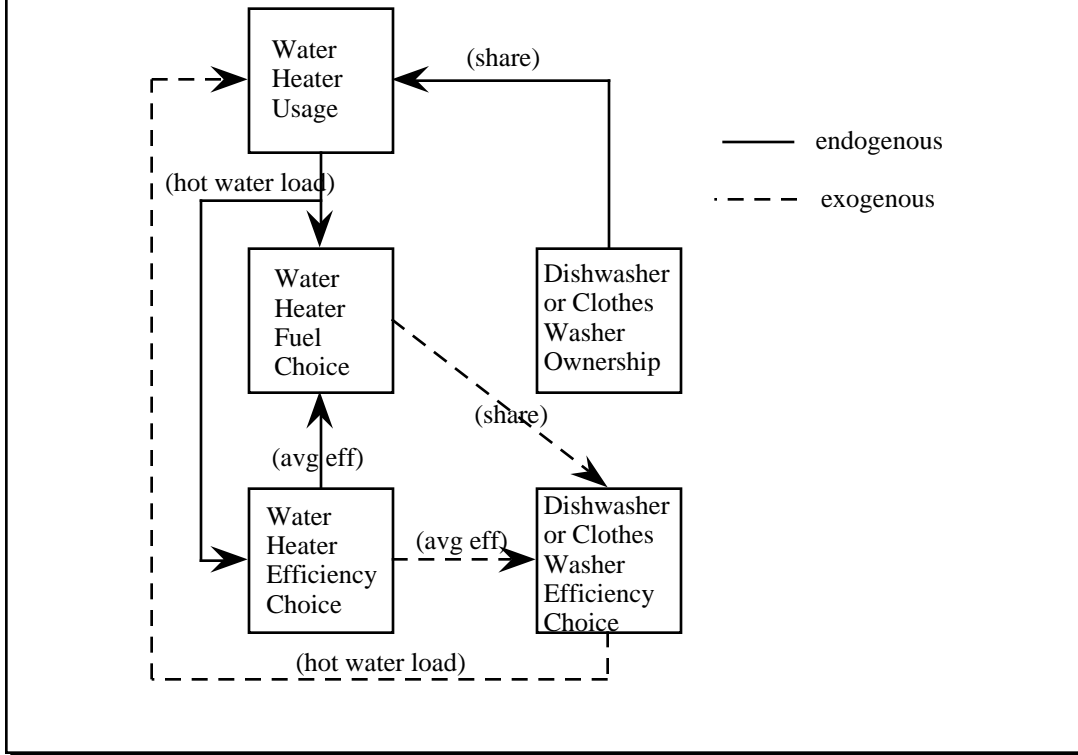 Water
Heater
Usage
(share)
endogenous
exogenous
(hot water load)
Water
Heater
Fuel
Choice
Dishwasher
or Clothes
Washer
Ownership
(share)
(avg eff)
Water
Heater
Efficiency
Choice
(avg eff)
Dishwasher
or Clothes
Washer
Efficiency
Choice
(hot water load)